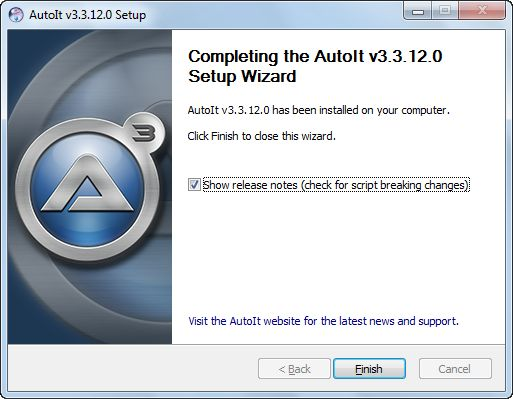 AutoIt v3.3.12.0 Setup
Completing the AutoIt v3.3.12.0
Setup Wizard
AutoIt v3.3.12.0 has been installed on your computer.
Click Finish to close this wizard.
Show release notes (check for script breaking changes)
3
Visit the AutoIt website for the latest news and support.
< Back
Finish
Cancel